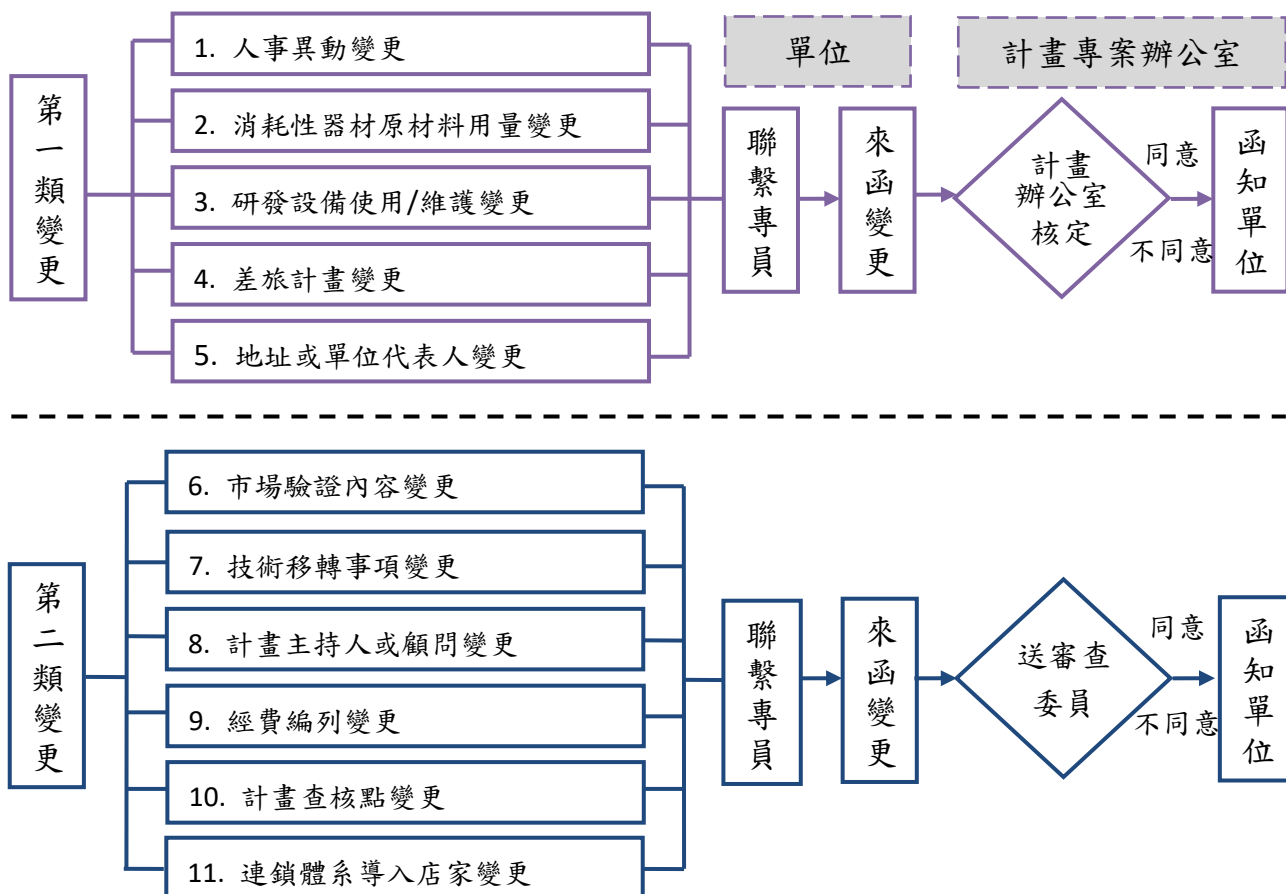 單位
計畫專案辦公室
第一類變更
1. 人事異動變更
2. 消耗性器材原材料用量變更
3. 研發設備使用/維護變更
4. 差旅計畫變更
5. 地址或單位代表人變更
聯繫專員
來函變更
計畫
辦公室
核定
同意
不同意
函知單位
第二類變更
6. 市場驗證內容變更
7. 技術移轉事項變更
8. 計畫主持人或顧問變更
9. 經費編列變更
10. 計畫查核點變更
11. 連鎖體系導入店家變更
聯繫專員
來函變更
送審查
委員
同意
不同意
函知單位